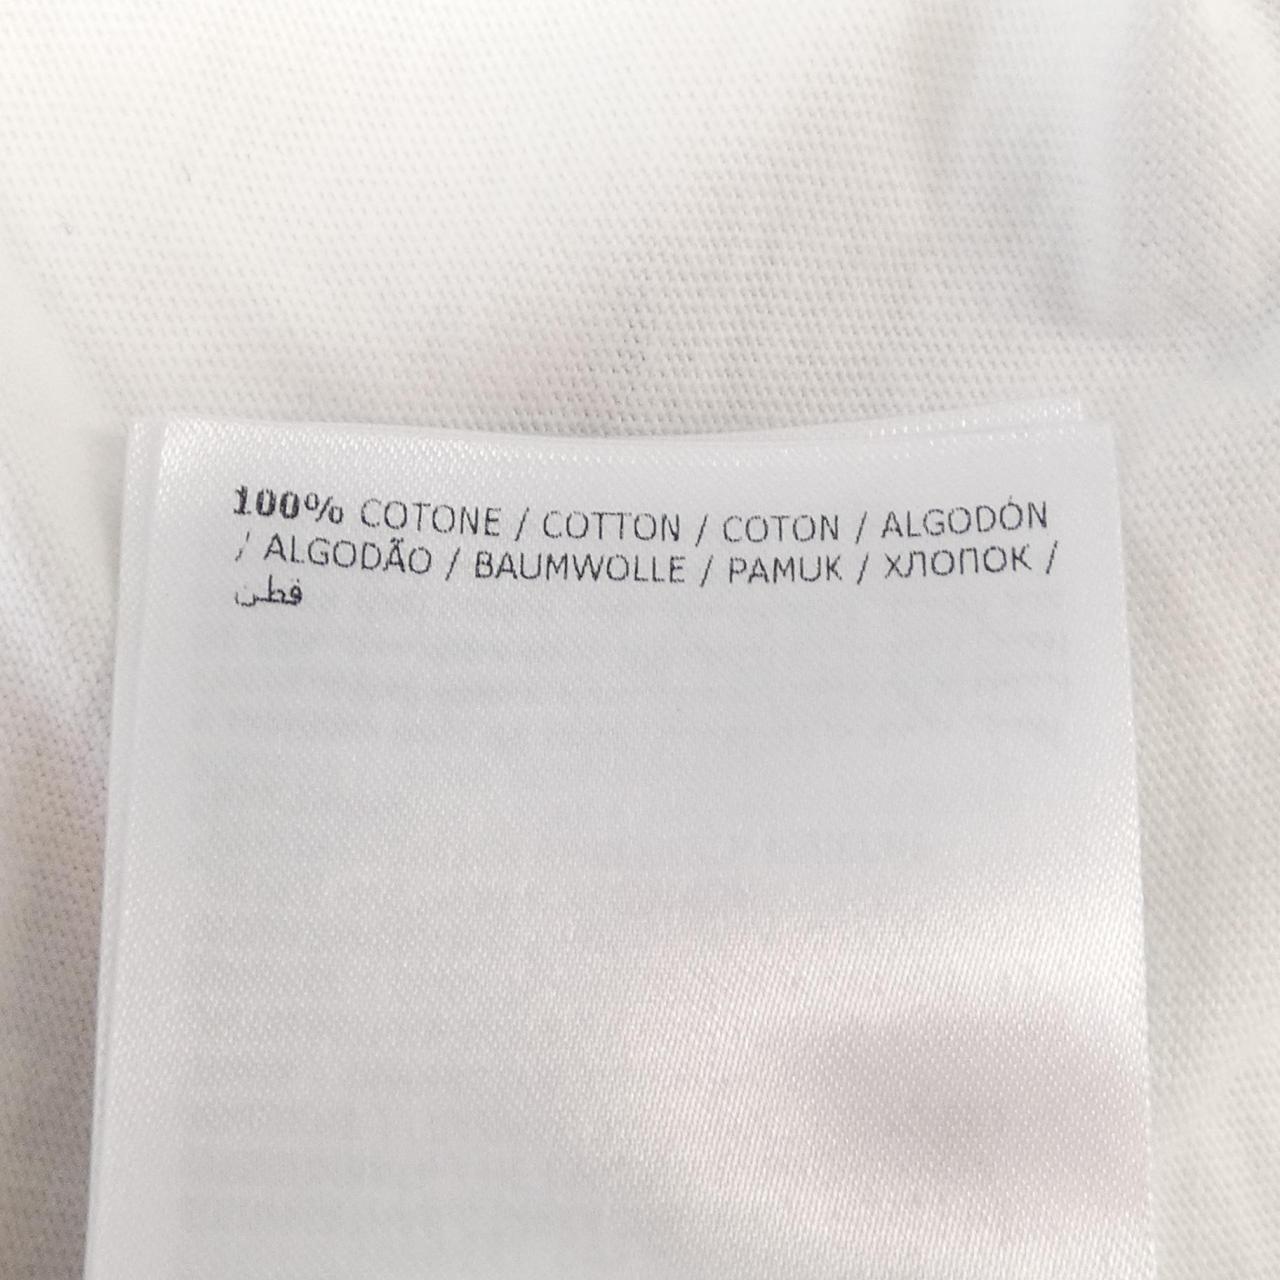 100% COTONE / COTTON / COTON / ALGODÓN
/ ALGODÃO / BAUMWOLLE / PAMUK / ХЛОПОК /
قطن